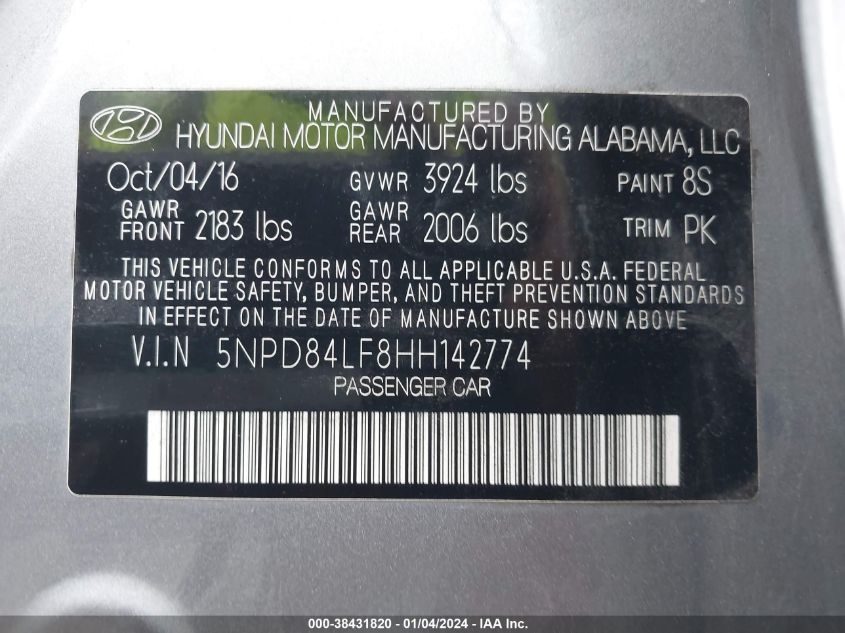 MANUFACTURED BY
HYUNDAI MOTOR MANUFACTURING ALABAMA, LLC
Oct/04/16 GVWR 3924 lbs PAINT 8S
GAWR FRONT 2183 lbs GAWR REAR 2006 lbs TRIM PK
THIS VEHICLE CONFORMS TO ALL APPLICABLE U.S.A. FEDERAL
MOTOR VEHICLE SAFETY, BUMPER, AND THEFT PREVENTION STANDARDS
IN EFFECT ON THE DATE OF MANUFACTURE SHOWN ABOVE
V.I.N 5NPD84LF8HH142774
PASSENGER CAR
000-38431820 - 01/04/2024 - IAA Inc.